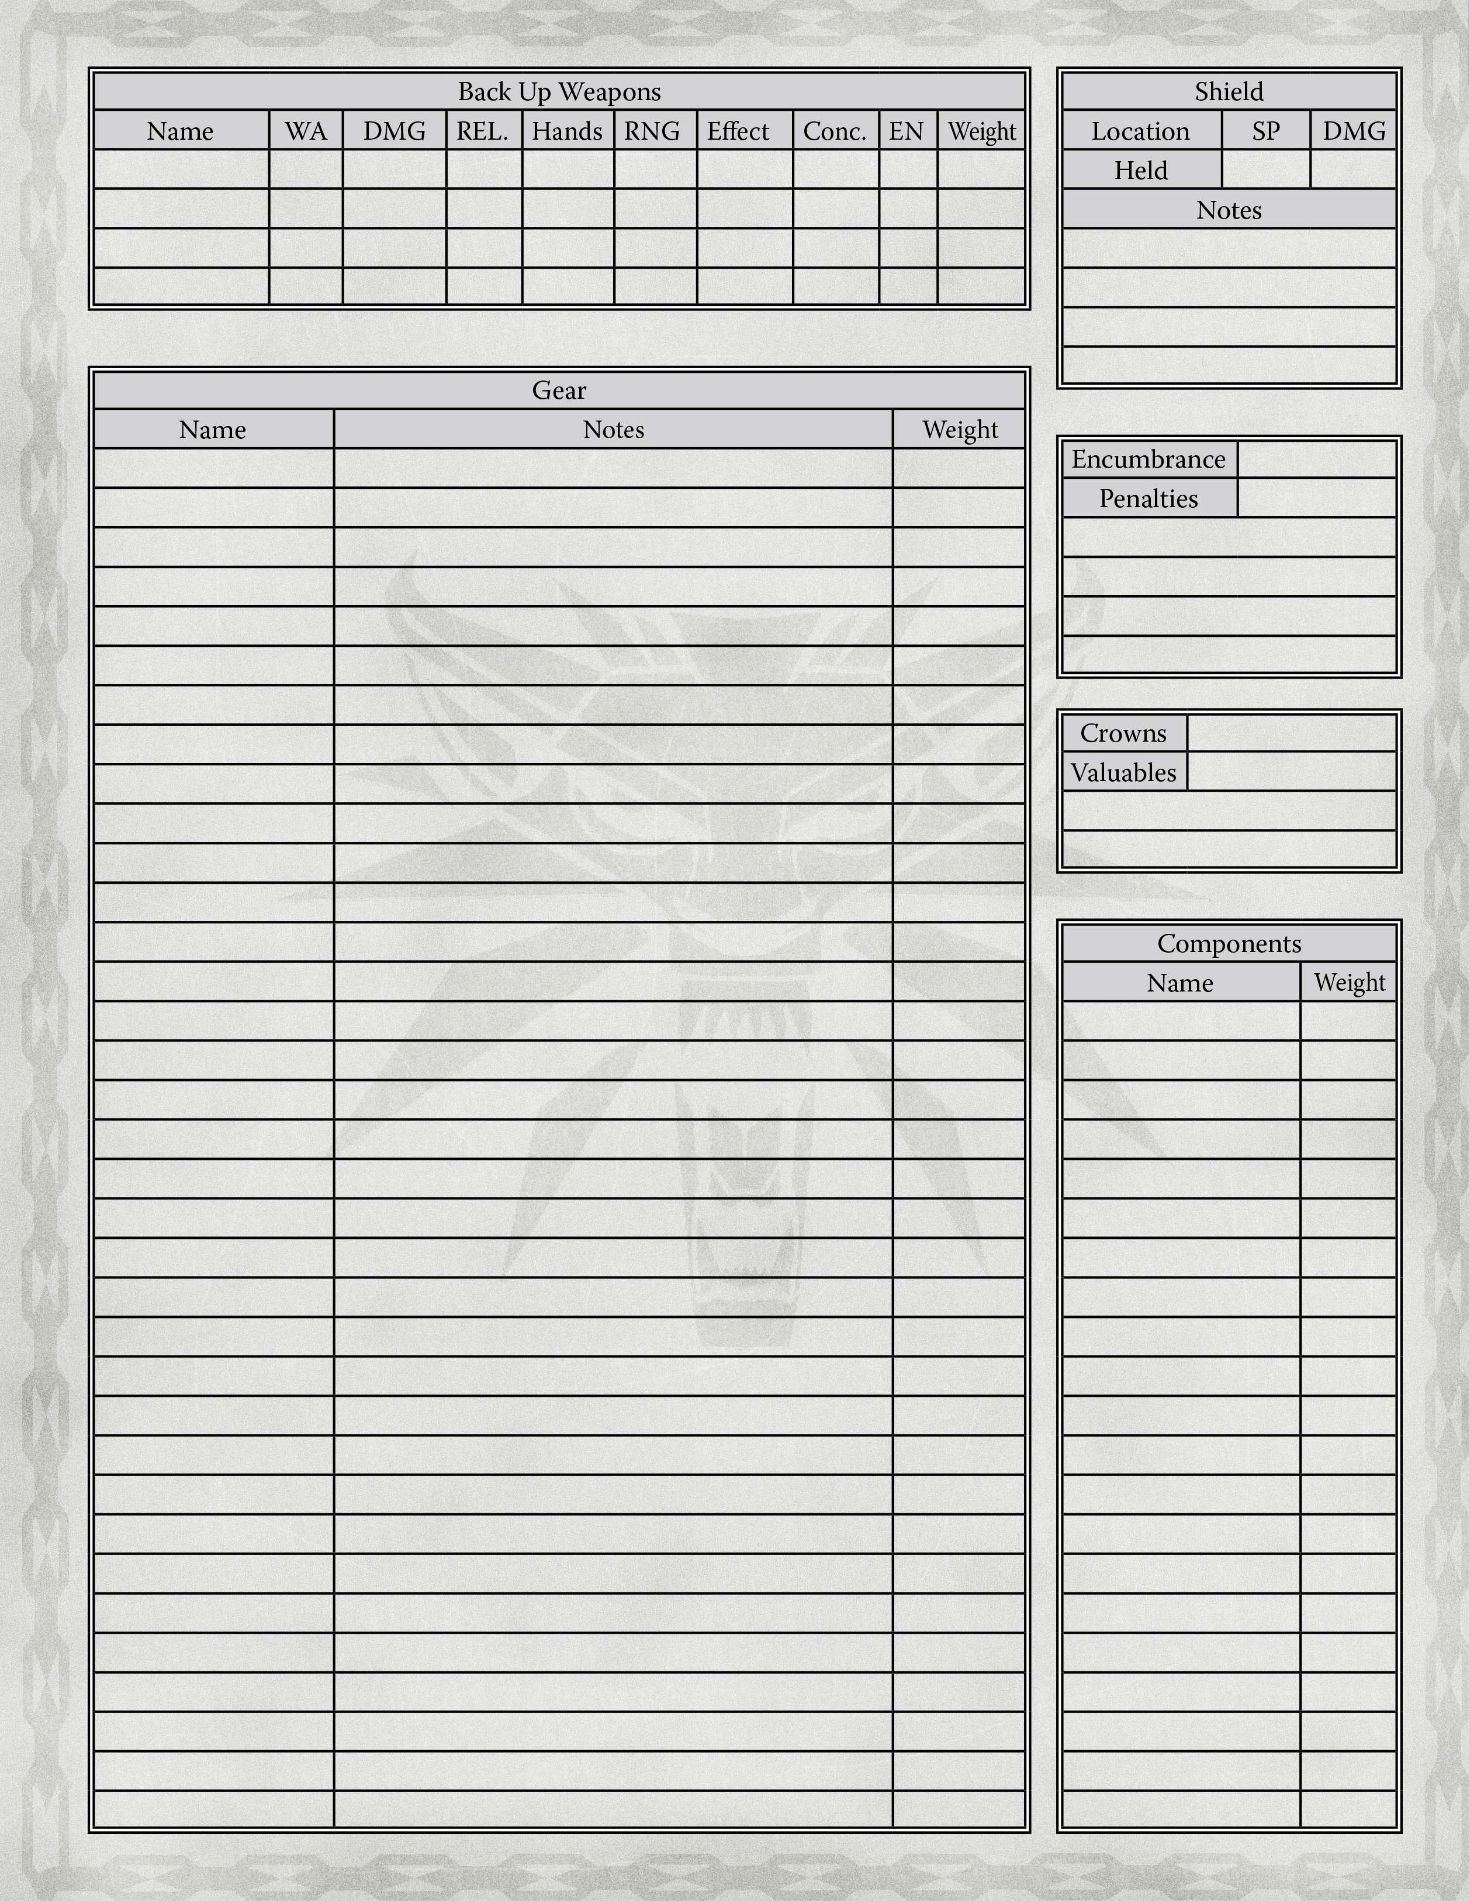 Back Up Weapons
Name WA DMG REL. Hands RNG Effect Conc. EN Weight
Shield
Location SP DMG
Held
Notes
Gear
Name Notes Weight
Encumbrance
Penalties
Crowns
Valuables
Components
Name Weight